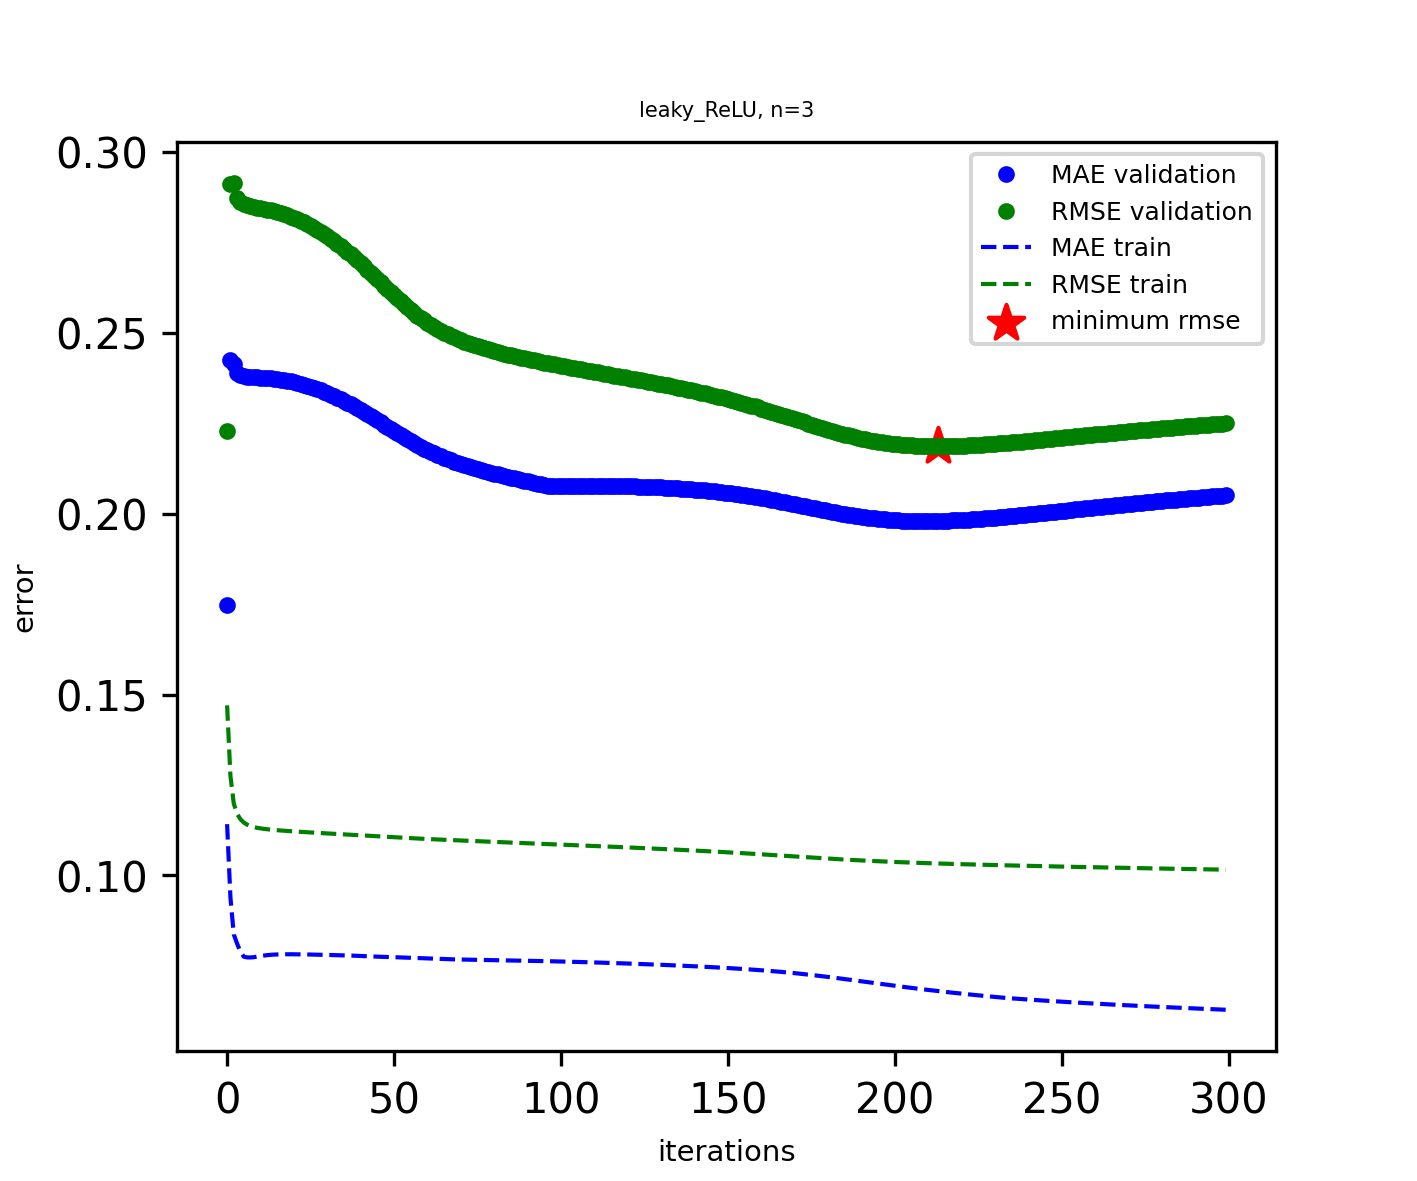 leaky_ReLU, n=3
0.30
0.25
0.20
0.15
0.10
error
0
50
100
150
200
250
300
iterations
MAE validation
RMSE validation
MAE train
RMSE train
minimum rmse